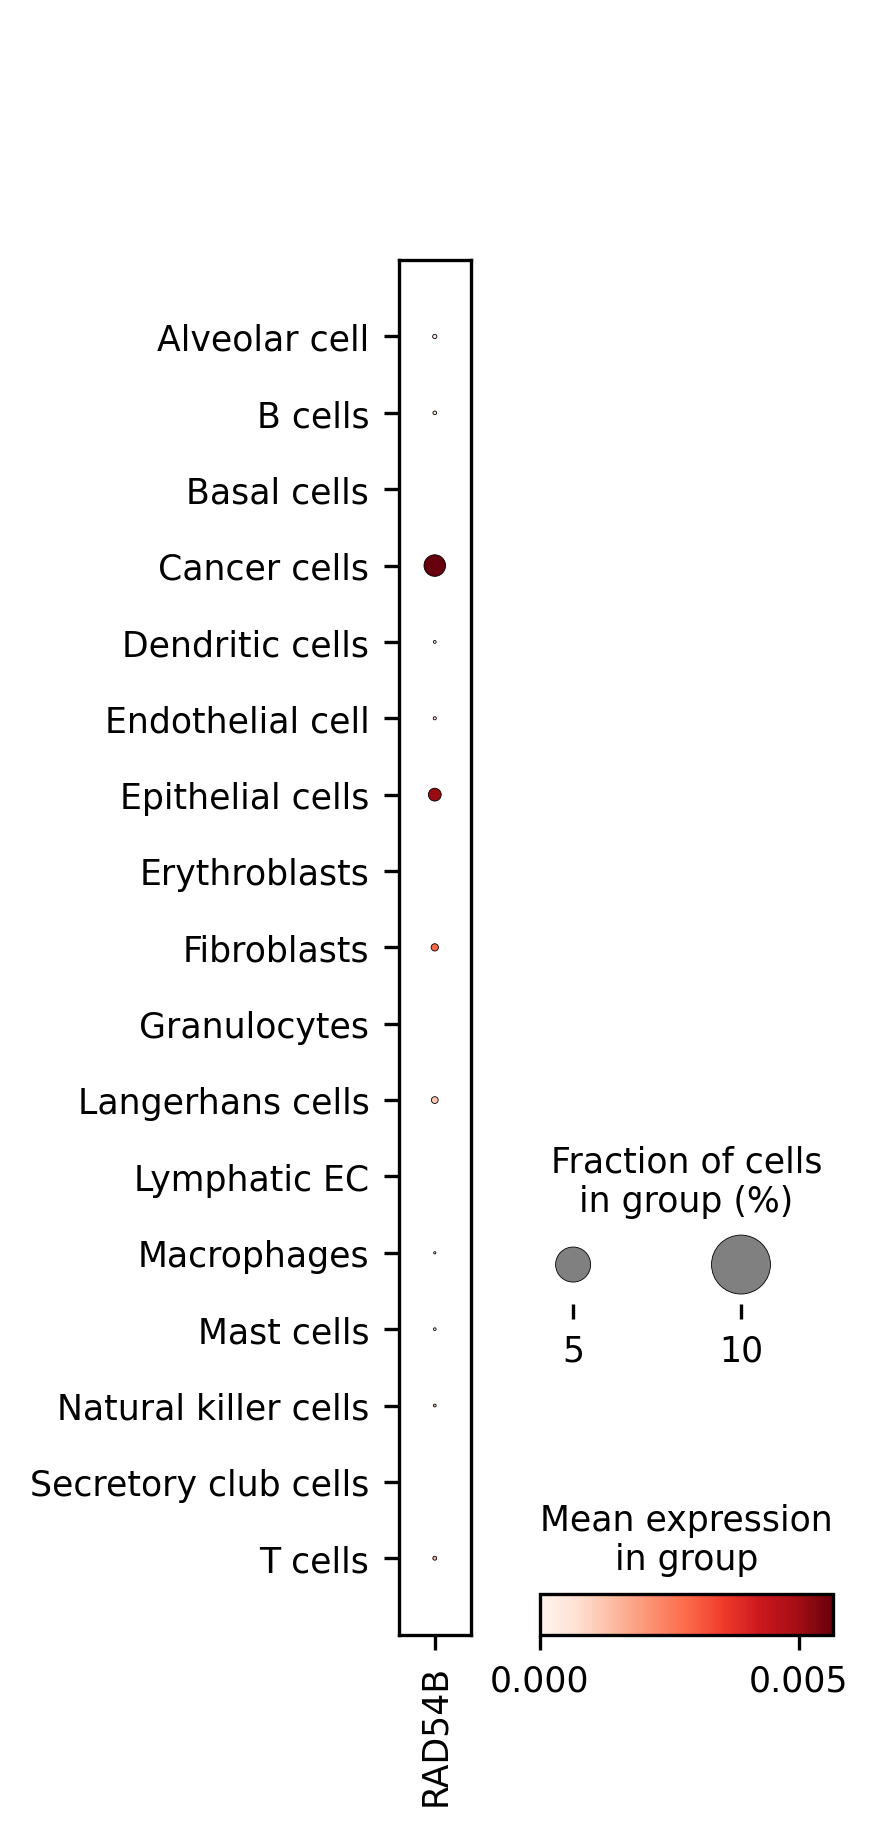 Alveolar cell
B cells
Basal cells
Cancer cells
Dendritic cells
Endothelial cell
Epithelial cells
Erythroblasts
Fibroblasts
Granulocytes
Langerhans cells
Lymphatic EC
Macrophages
Mast cells
Natural killer cells
Secretory club cells
T cells
RAD54B
Fraction of cells
in group (%)
5 10
Mean expression
in group
0.000 0.005